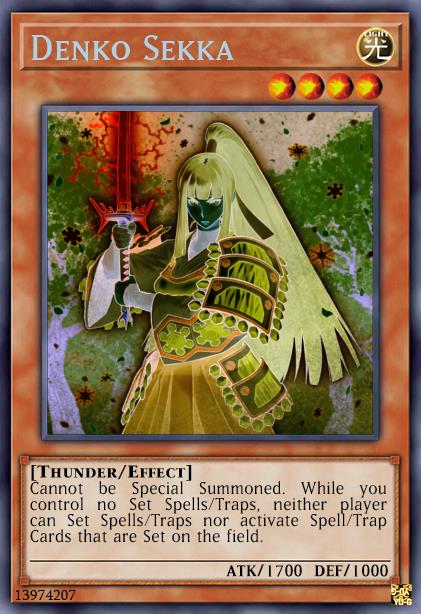 DENKO SEKKA
LIGHT
光
[THUNDER/EFFECT]
Cannot be Special Summoned. While you
control no Set Spells/Traps, neither player
can Set Spells/Traps nor activate Spell/Trap
Cards that are Set on the field.
ATK/1700 DEF/1000
13974207